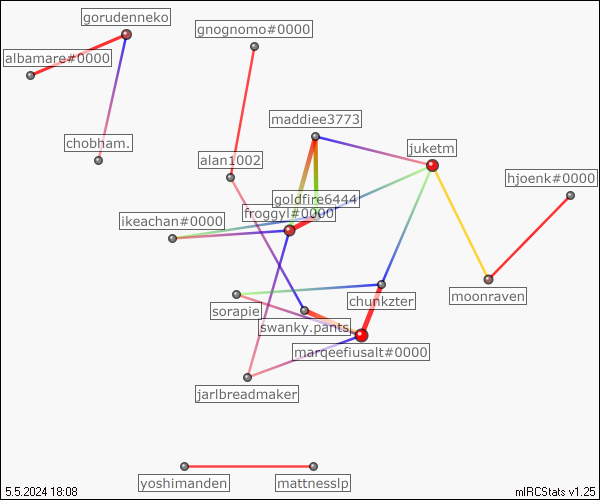 gorudenneko
gnognomo#0000
albamare#0000
maddiee3773
chobham.
juketm
alan1002
hjoenk#0000
goldfire6444
froggyl#0000
ikeachan#0000
moonraven
chunkzter
sorapie
swanky.pants
marqeefiusalt#0000
jarlbreadmaker
yoshimanden
mattnesslp
5.5.2024 18:08
mIRCStats v1.25